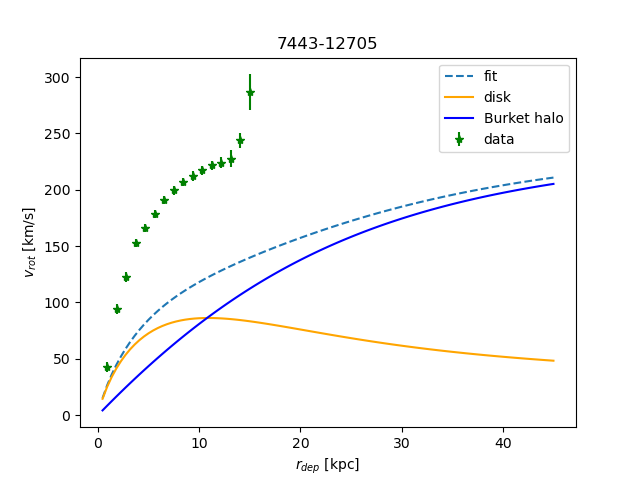 7443-12705
300
250
200
150
100
50
0
v_rot [km/s]
fit
disk
Burket halo
data
0 10 20 30 40
r_dep [kpc]